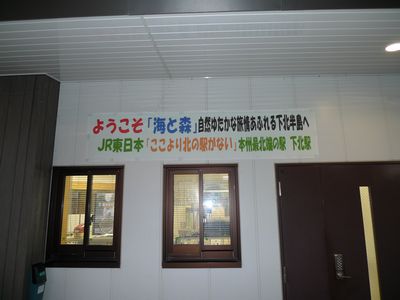 ようこそ「海と森」自然ゆたかな旅情あふれる下北半島へ
JR東日本「ここより北の駅がない」本州最北端の駅 下北駅